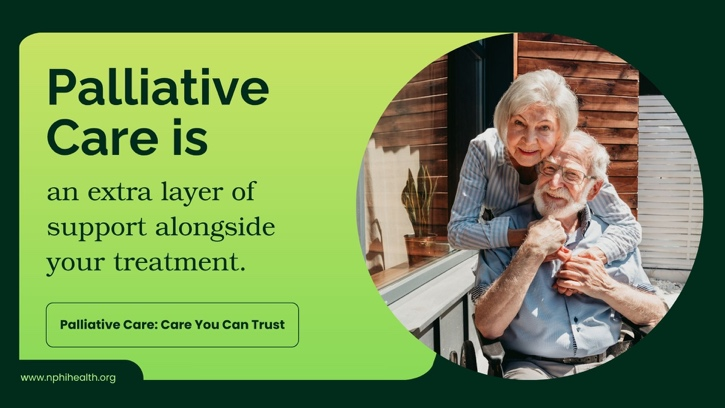 Palliative
Care is
an extra layer of
support alongside
your treatment.
Palliative Care: Care You Can Trust
www.nphihealth.org